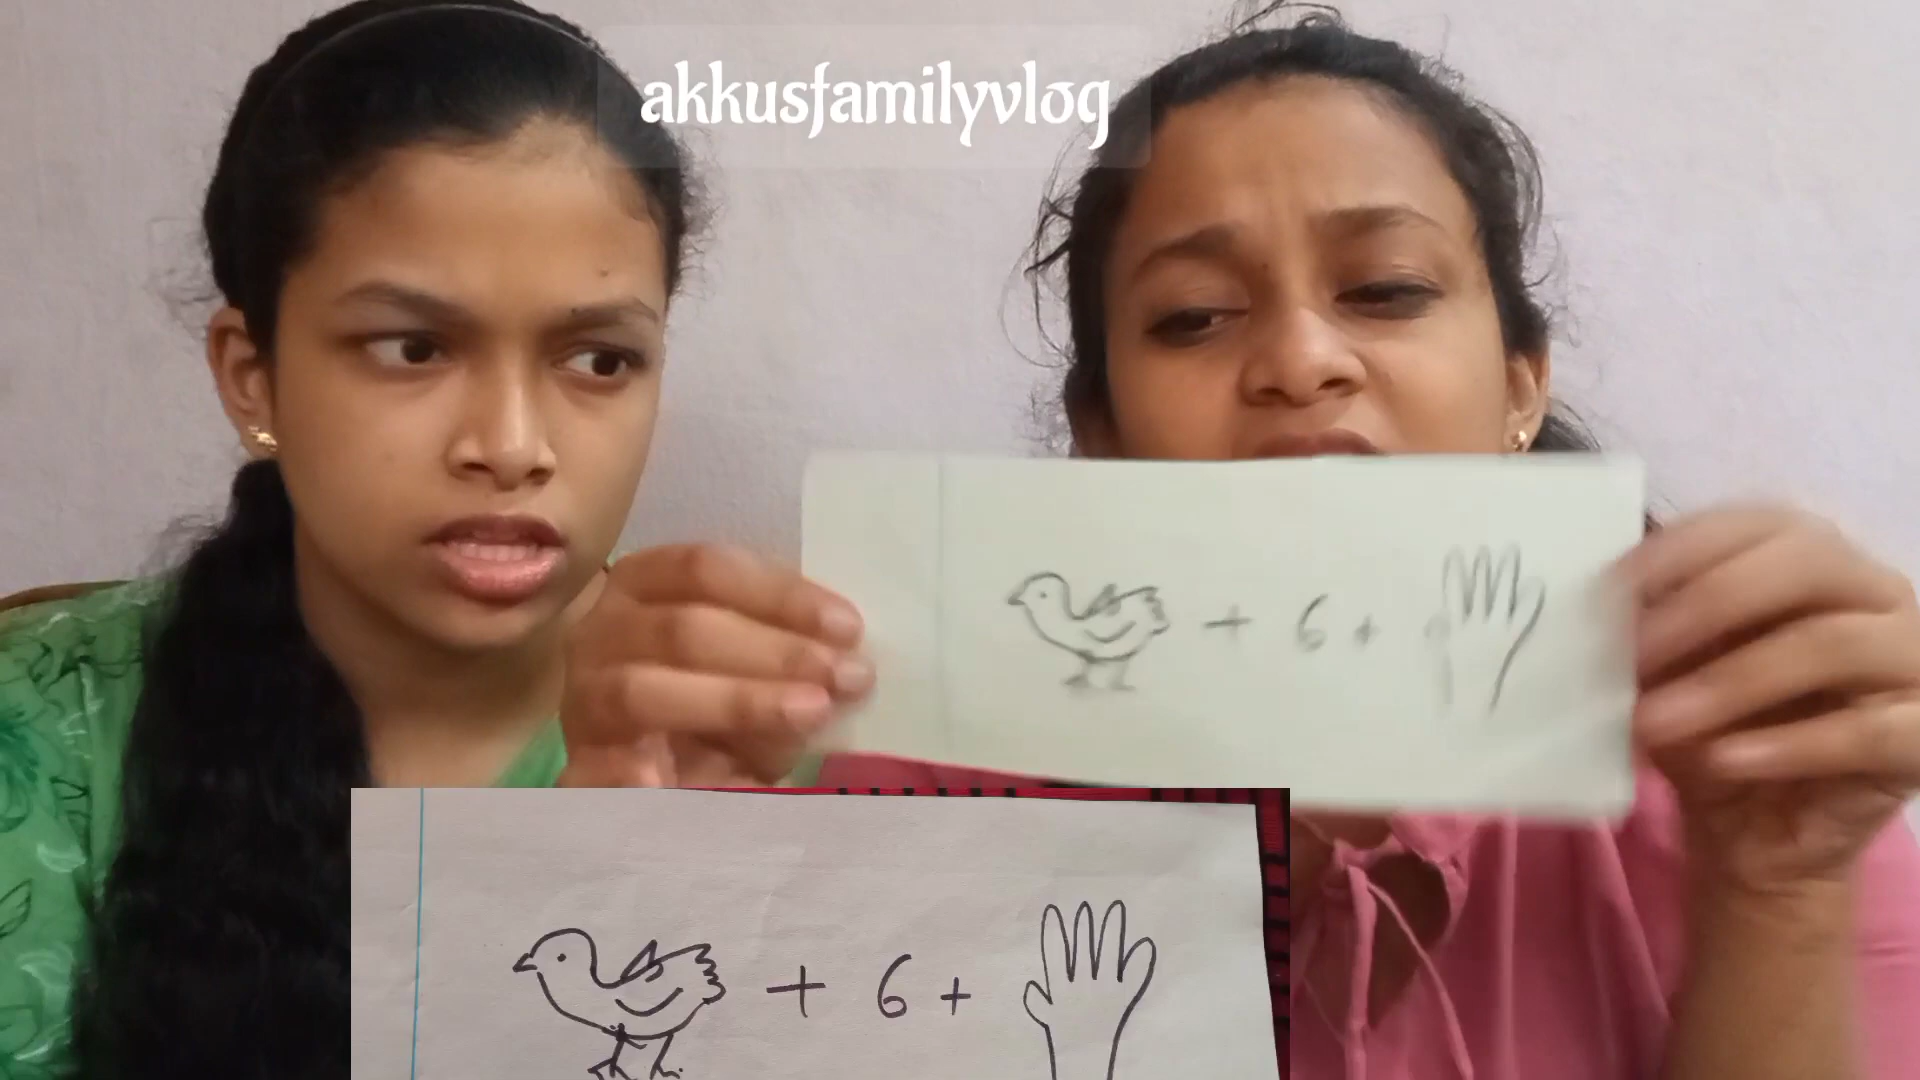 akkusfamilyvlog
+ 6 +
+ 6 +